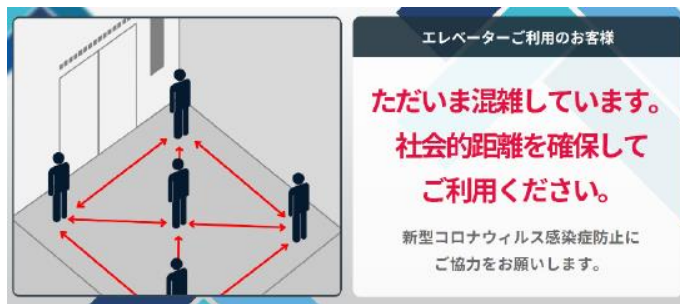 エレベーターご利用のお客様
ただいま混雑しています。
社会的距離を確保して
ご利用ください。
新型コロナウィルス感染症防止に
ご協力をお願いします。